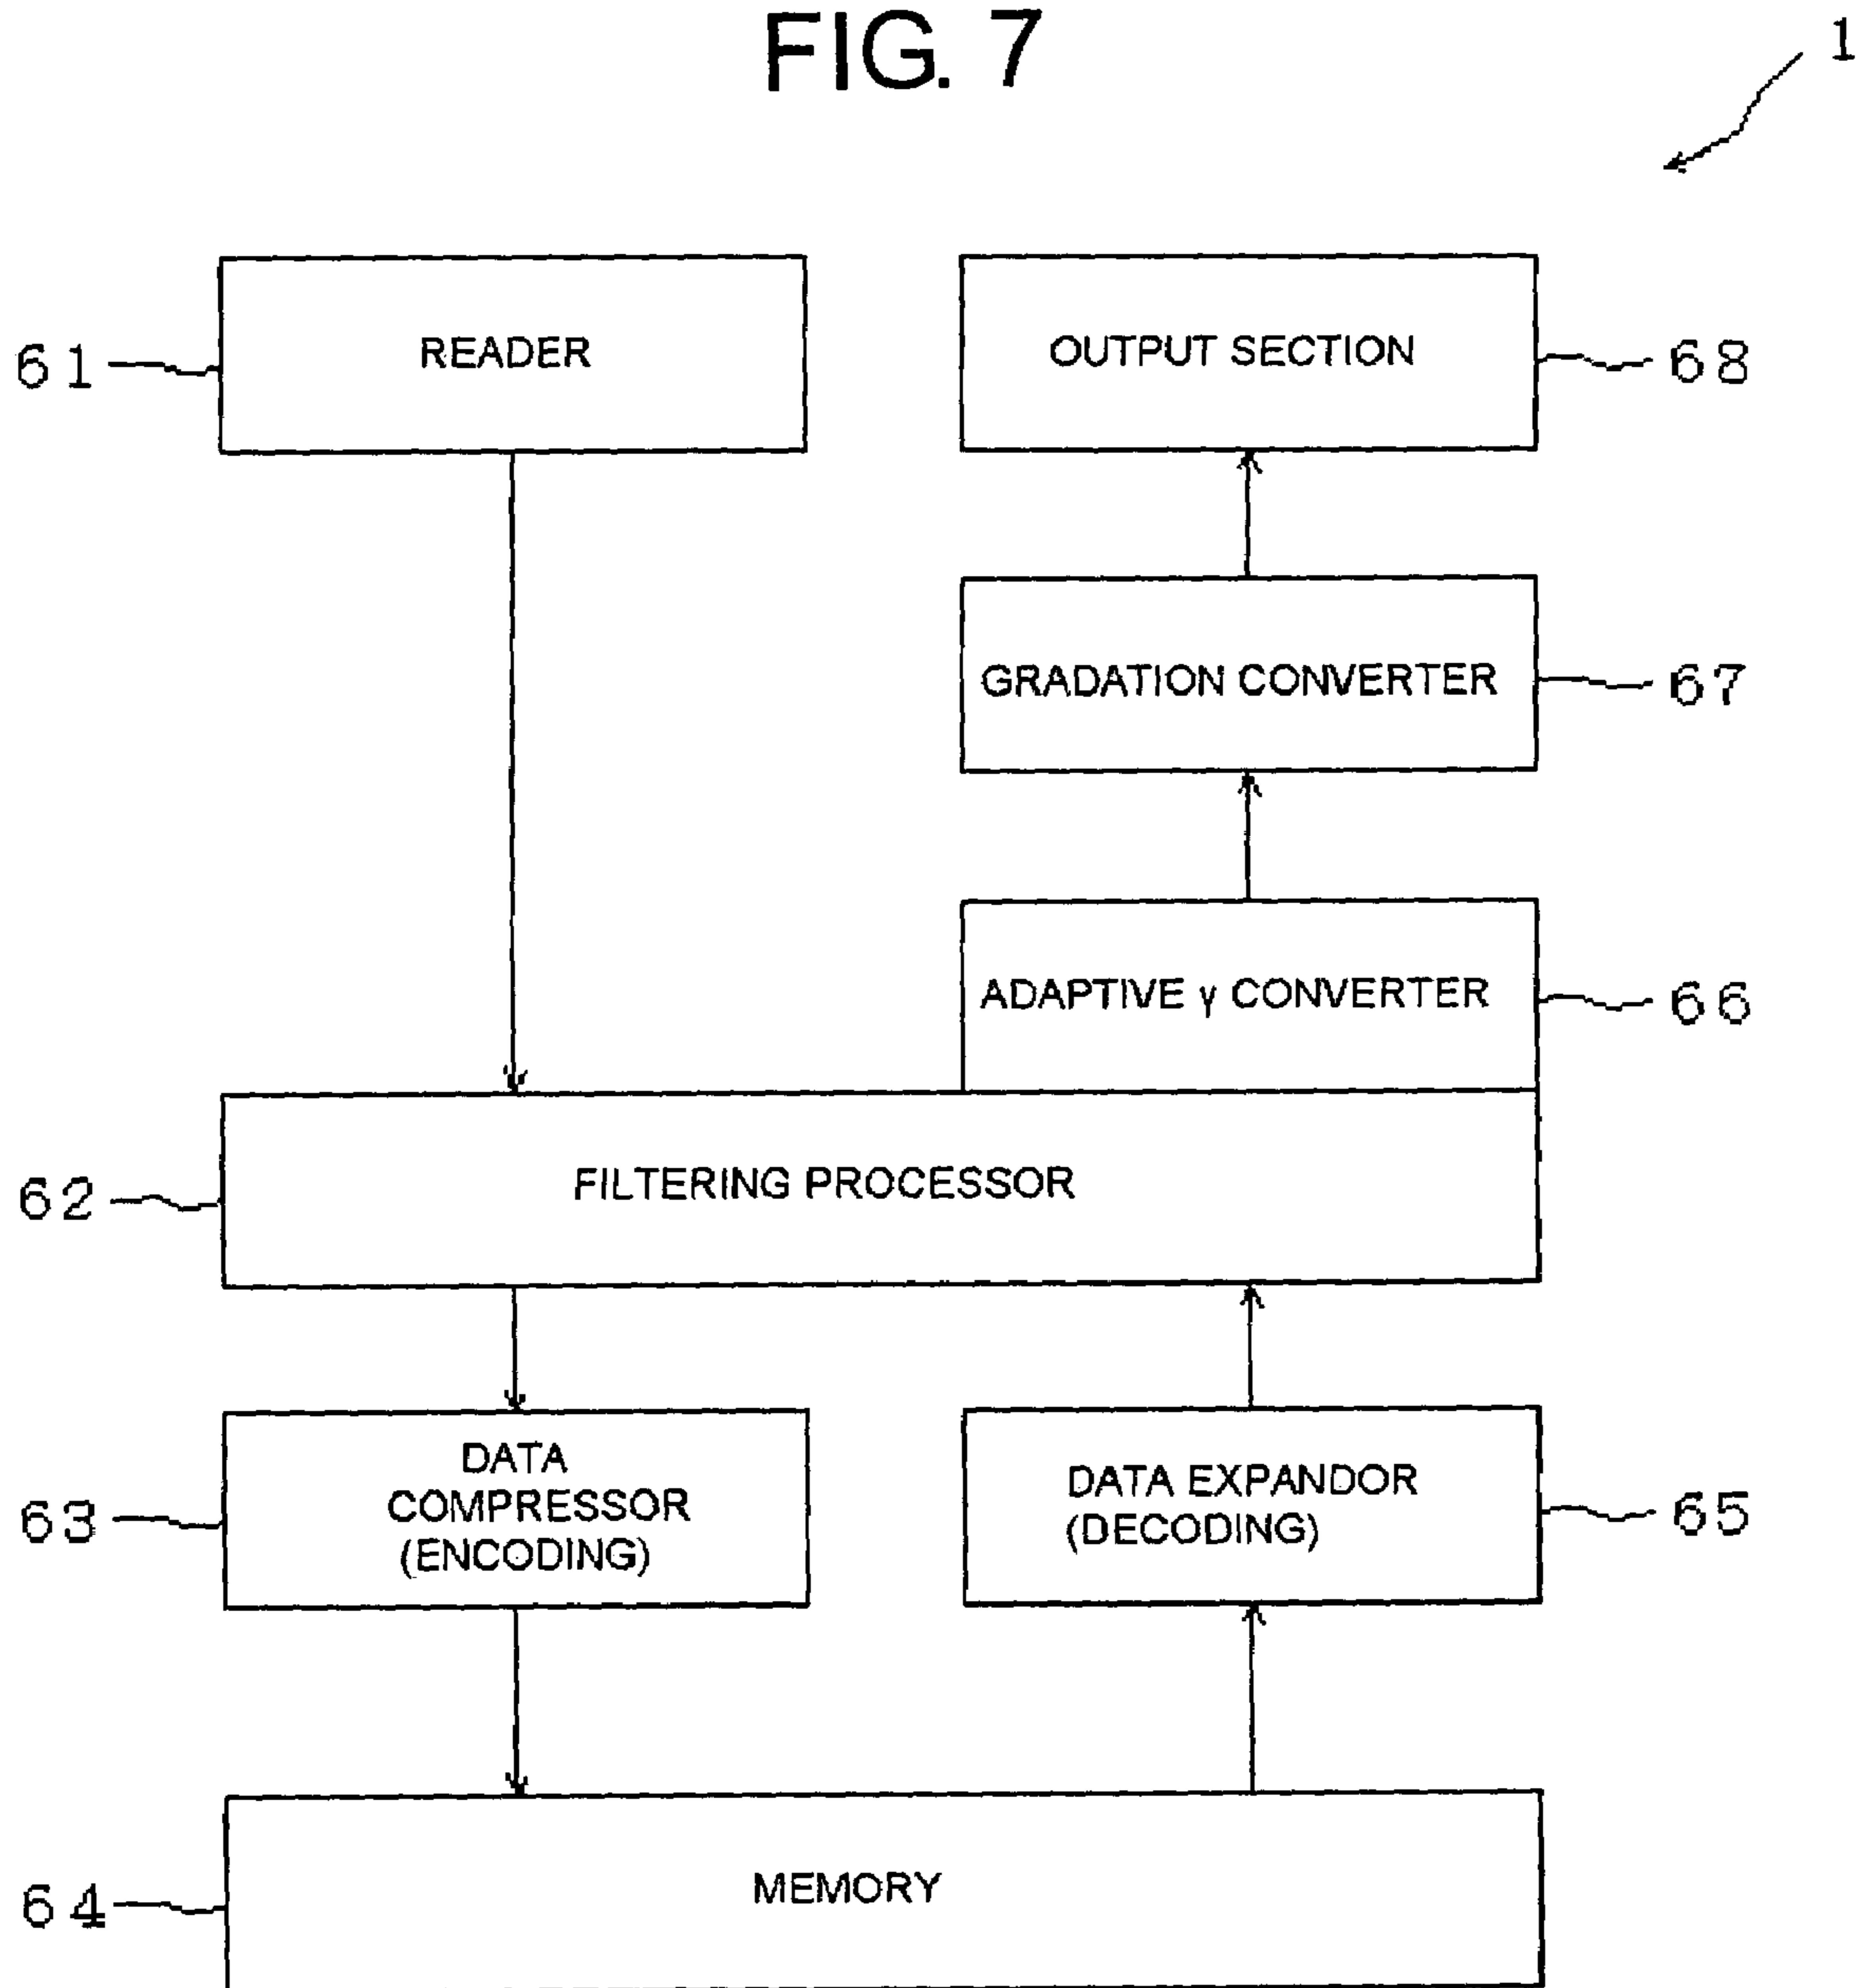 FIG. 7
1
61
READER
OUTPUT SECTION
68
GRADATION CONVERTER
67
ADAPTIVE γ CONVERTER
66
62
FILTERING PROCESSOR
63
DATA
COMPRESSOR
(ENCODING)
DATA EXPANDOR
(DECODING)
65
64
MEMORY